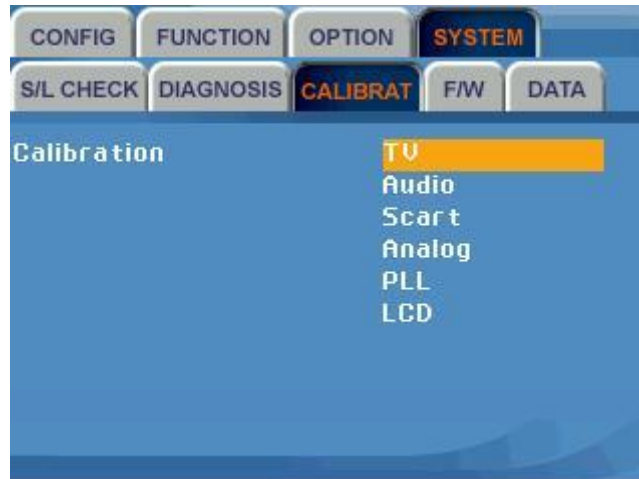 CONFIG FUNCTION OPTION SYSTEM
S/L CHECK DIAGNOSIS CALIBRAT F/W DATA
Calibration TV
Audio
Scart
Analog
PLL
LCD